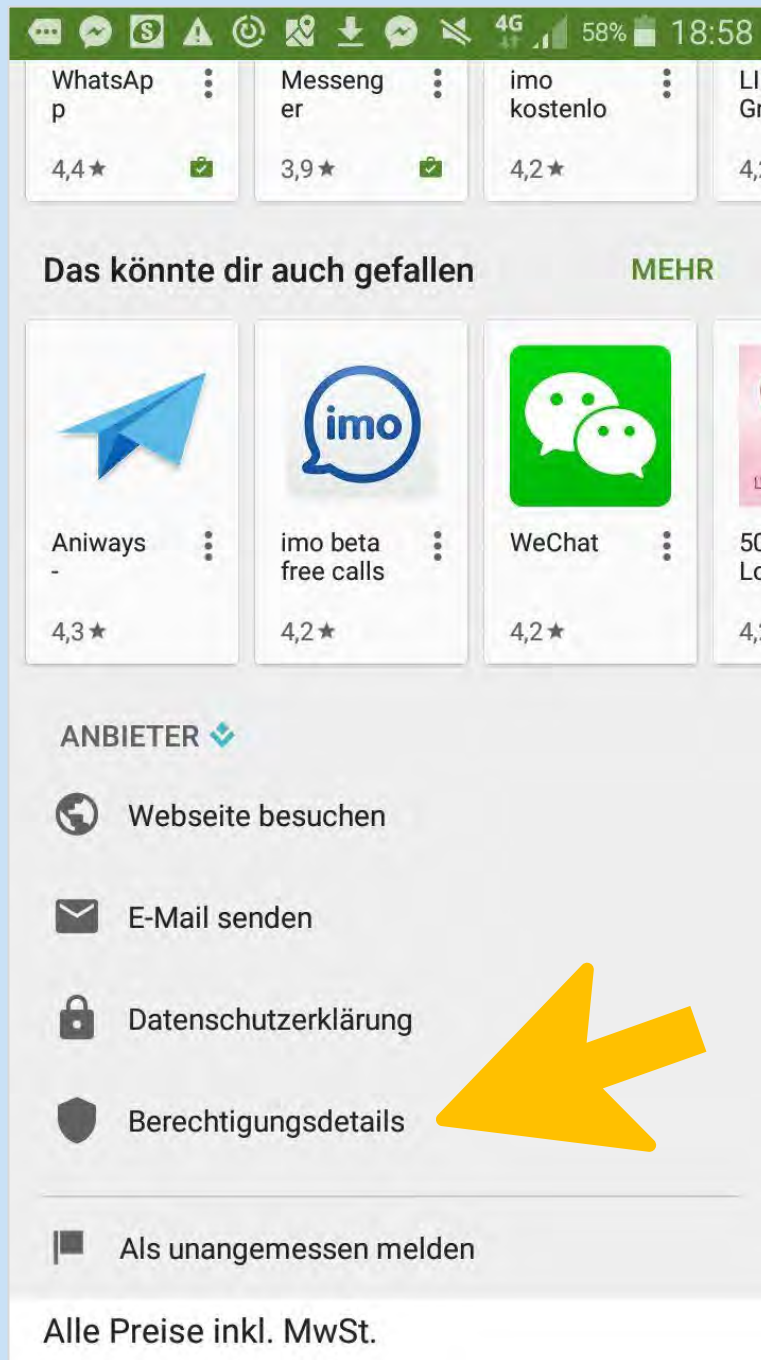 4G 58% 18:58
WhatsAp
p
Messeng
er
imo
kostenlo
4,4★
3,9★
4,2★
Das könnte dir auch gefallen MEHR
imo
Aniways
-
imo beta
free calls
WeChat
50
4,3★
4,2★
4,2★
ANBIETER
Webseite besuchen
E-Mail senden
Datenschutzerklärung
Berechtigungsdetails
Als unangemessen melden
Alle Preise inkl. MwSt.